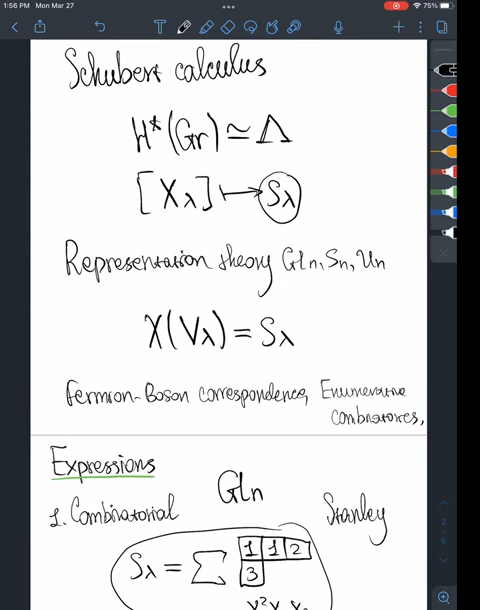 1:56 PM Mon Mar 27
75%
Schubert calculus
H*(Gr) ≃ Λ
[Xλ] ⟼ Sλ
Representation theory Gln, Sn, Un
χ(Vλ) = Sλ
Fermion-Boson correspondence, Enumerative
combinatorics,
Expressions
Gln
1. Combinatorial
Stanley
Sλ = Σ
1 1 2
3